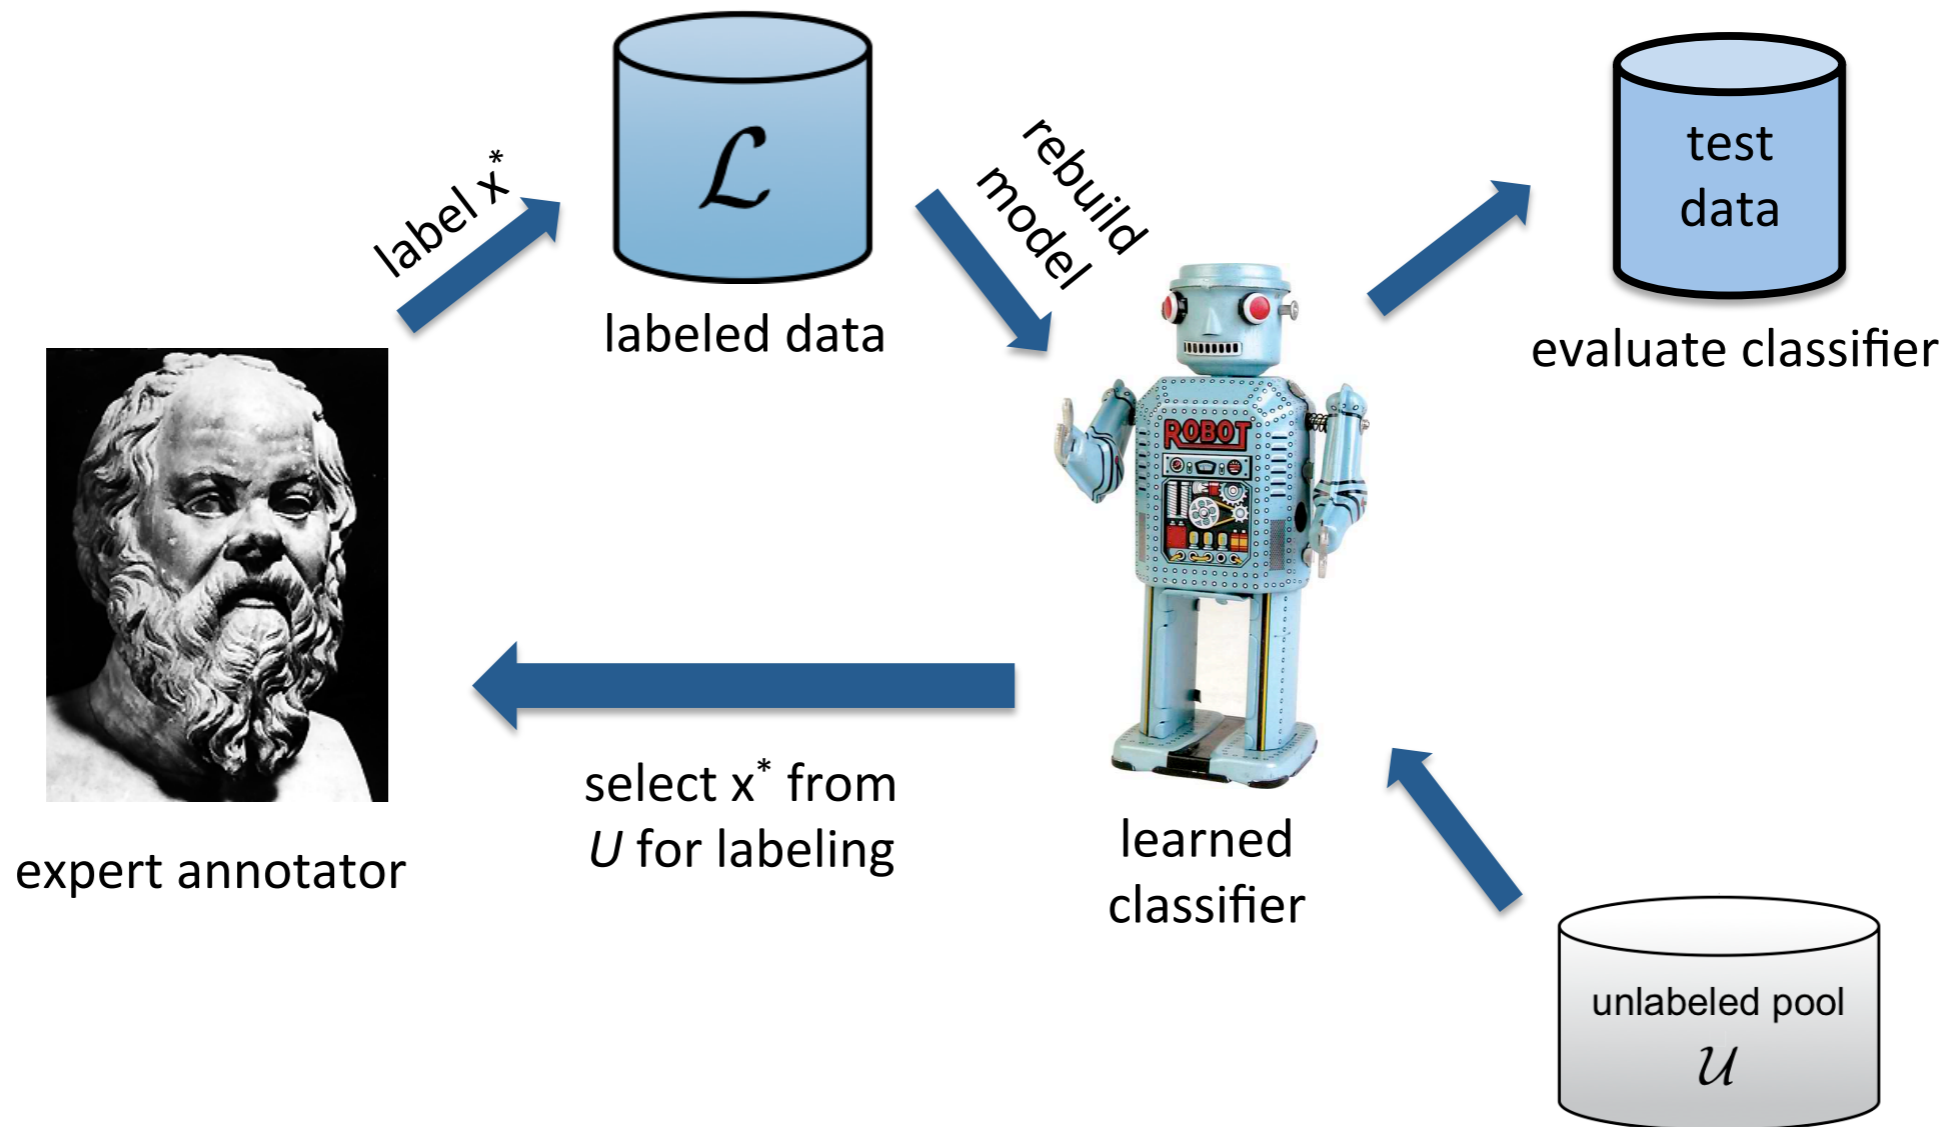 label x*
ℒ
labeled data
rebuild
model
test
data
evaluate classifier
ROBOT
expert annotator
select x* from
U for labeling
learned
classifier
unlabeled pool
𝒰